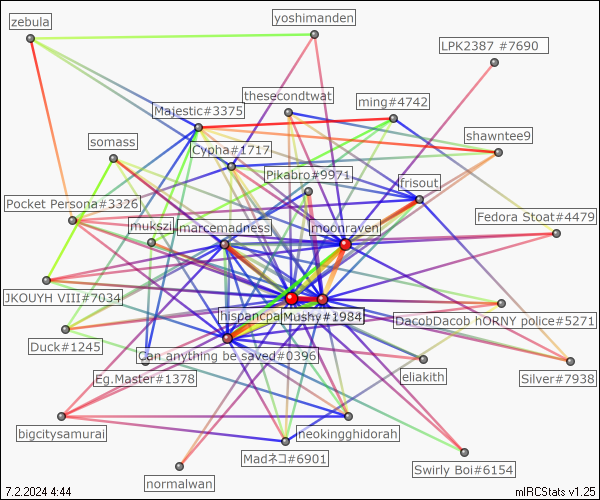 zebula
yoshimanden
LPK2387 #7690
thesecondtwat
Majestic#3375
ming#4742
somass
Cypha#1717
shawntee9
Pikabro#9971
frisout
Pocket Persona#3326
mukszi
marcemadness
moonraven
Fedora Stoat#4479
JKOUYH VIII#7034
Mushy#1984
DacobDacob hORNY police#5271
Duck#1245
Can anything be saved#0396
Eg.Master#1378
eliakith
Silver#7938
bigcitysamurai
neokingghidorah
Madネコ#6901
normalwan
Swirly Boi#6154
7.2.2024 4:44
mIRCStats v1.25